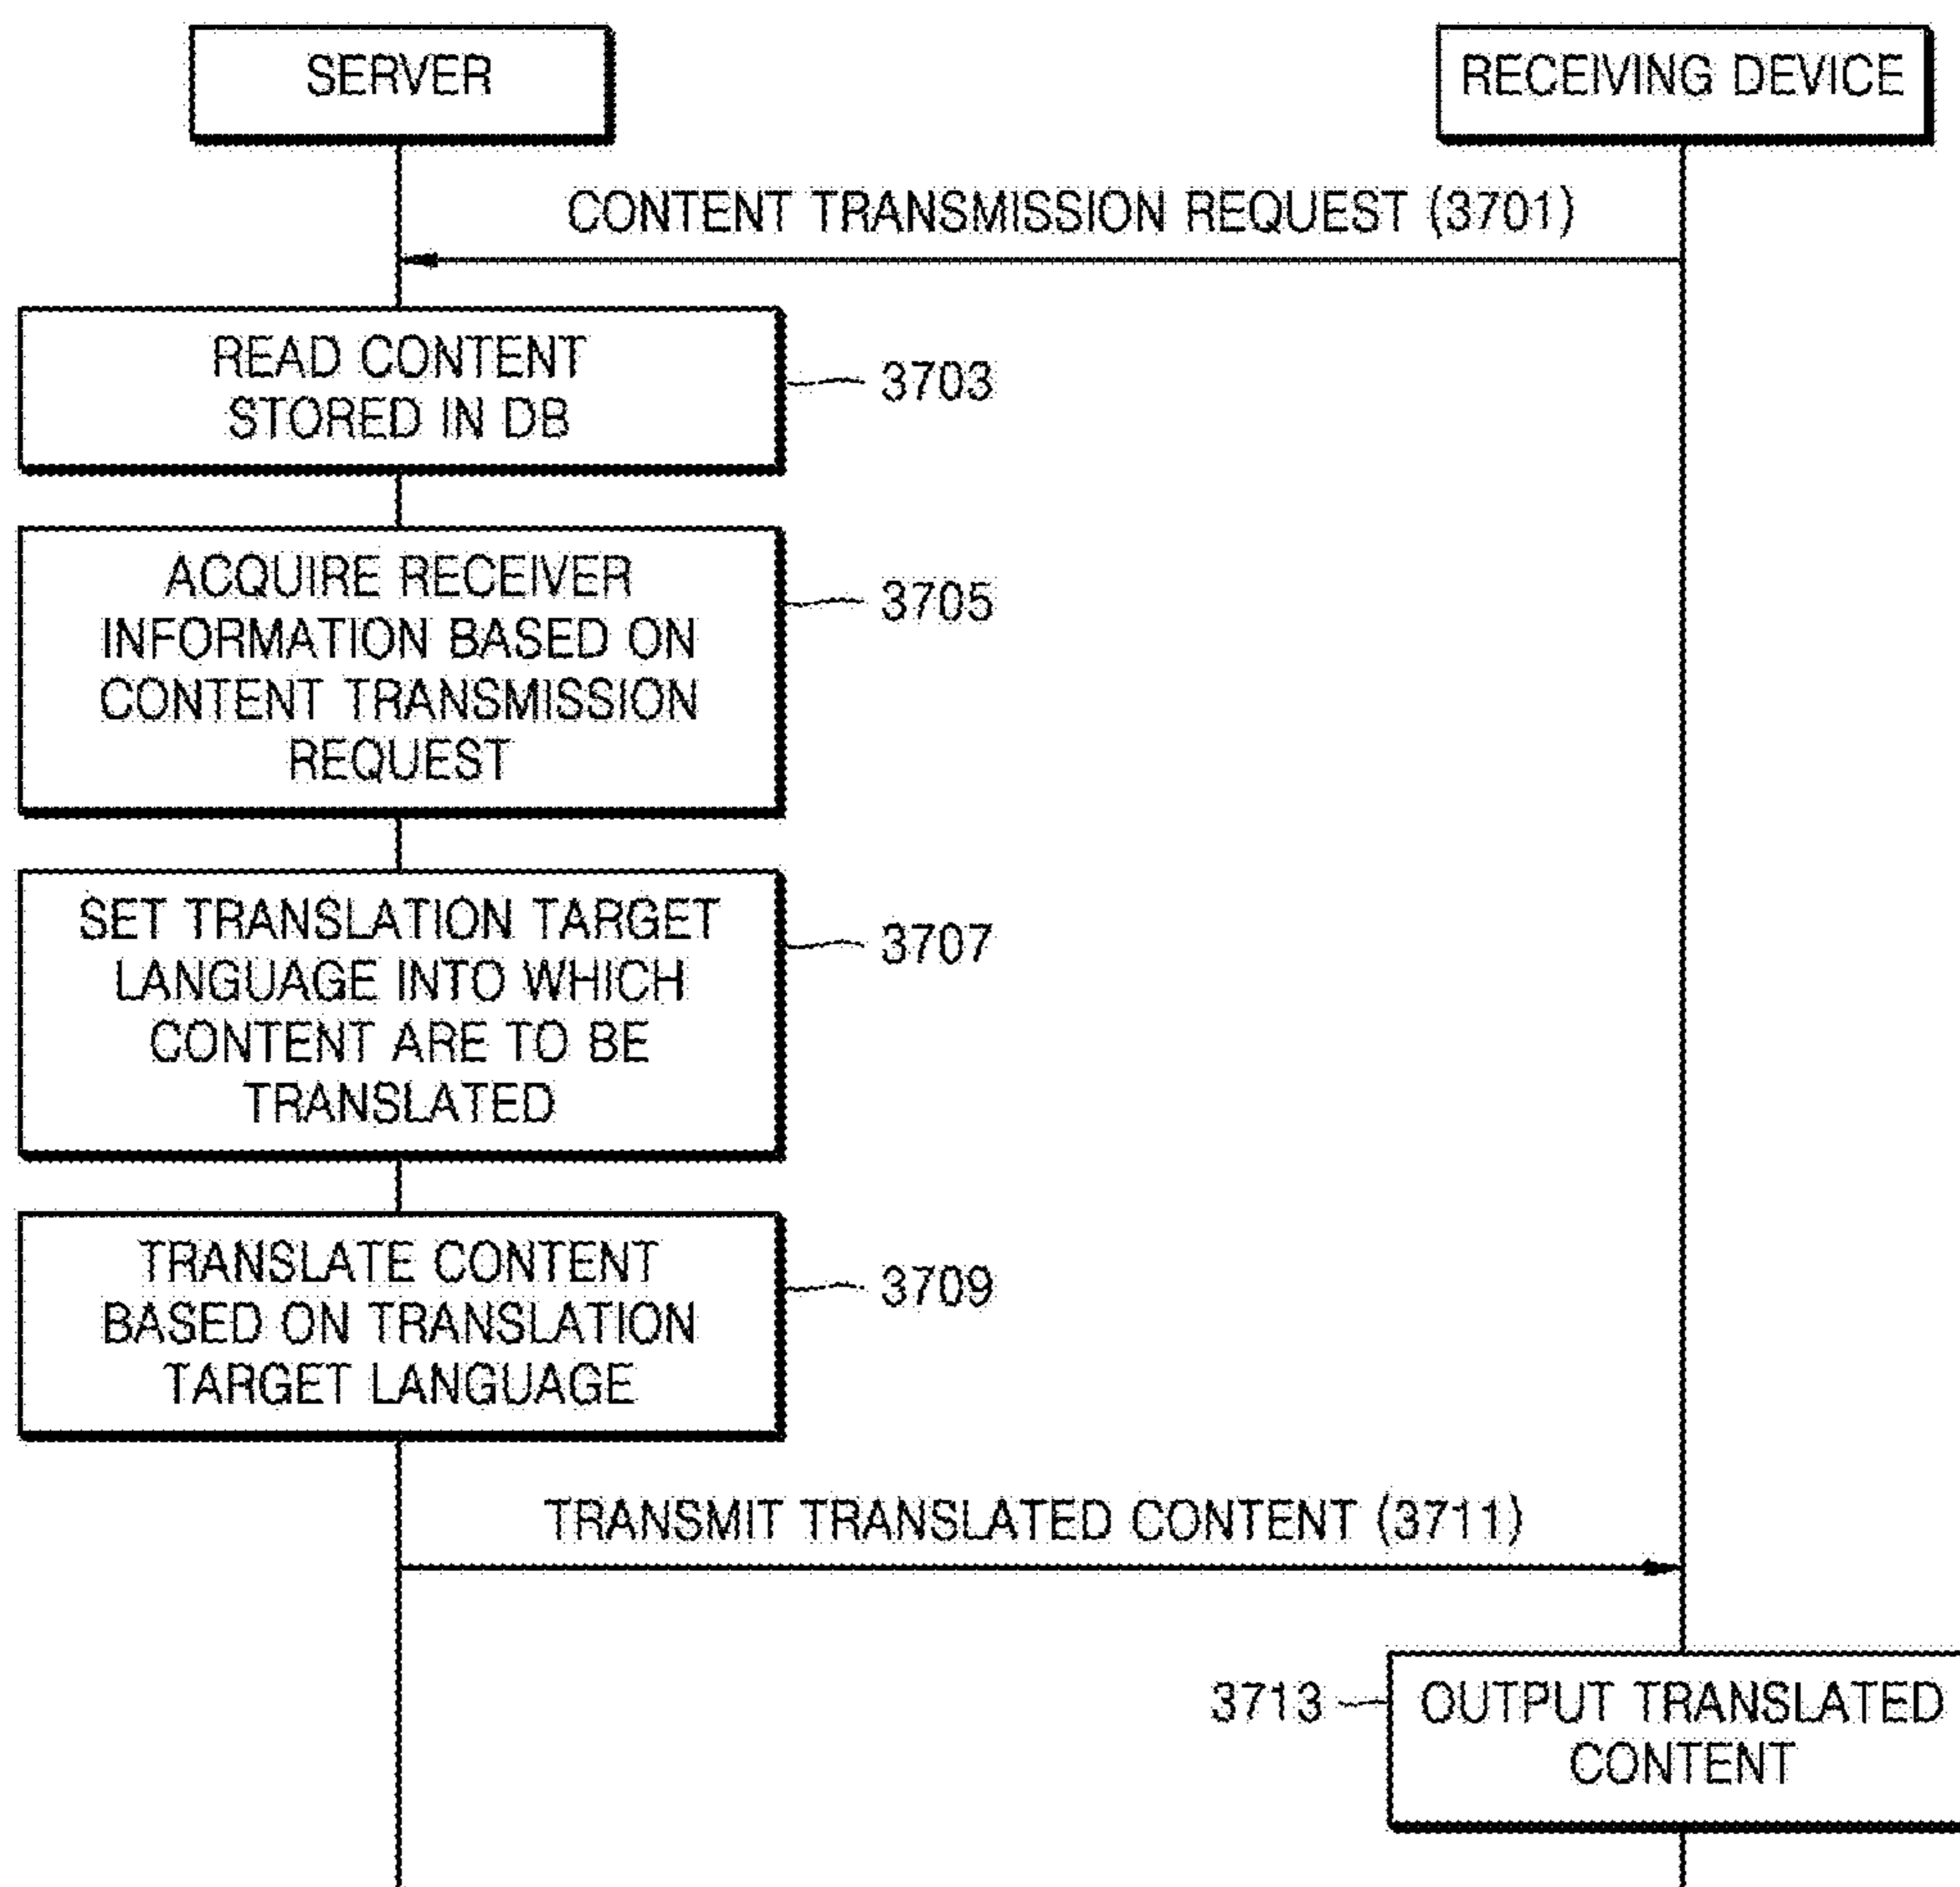 SERVER
RECEIVING DEVICE
CONTENT TRANSMISSION REQUEST (3701)
READ CONTENT
STORED IN DB
3703
ACQUIRE RECEIVER
INFORMATION BASED ON
CONTENT TRANSMISSION
REQUEST
3705
SET TRANSLATION TARGET
LANGUAGE INTO WHICH
CONTENT ARE TO BE
TRANSLATED
3707
TRANSLATE CONTENT
BASED ON TRANSLATION
TARGET LANGUAGE
3709
TRANSMIT TRANSLATED CONTENT (3711)
3713
OUTPUT TRANSLATED
CONTENT